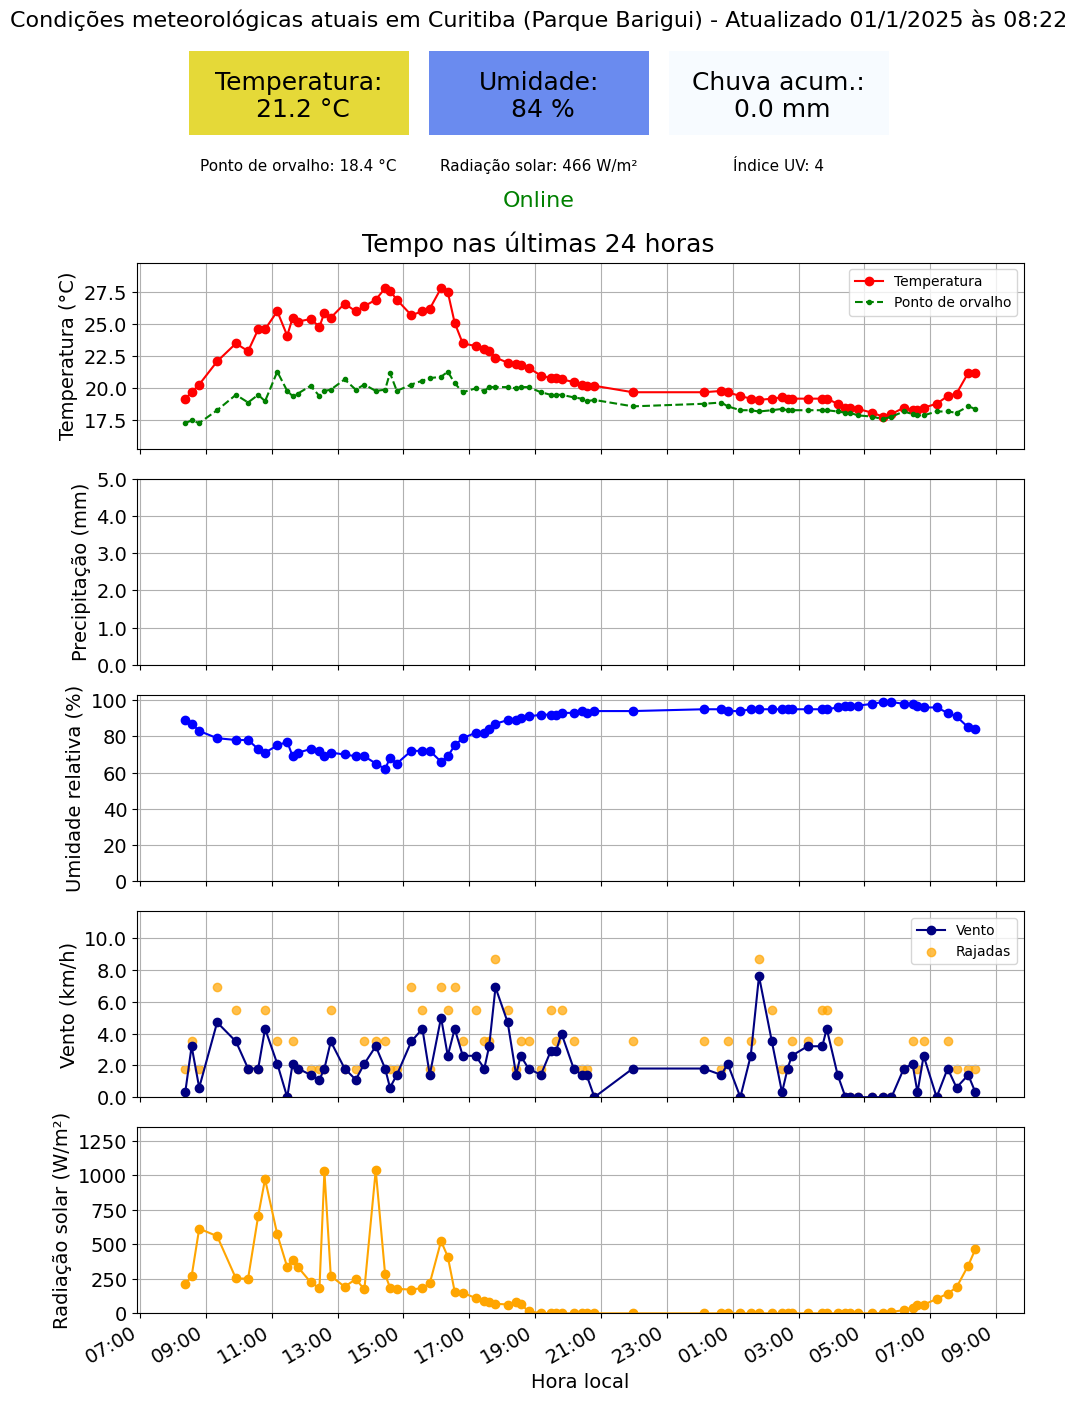 Condições meteorológicas atuais em Curitiba (Parque Barigui) - Atualizado 01/1/2025 às 08:22
Temperatura:
21.2 °C
Umidade:
84 %
Chuva acum.:
0.0 mm
Ponto de orvalho: 18.4 °C
Radiação solar: 466 W/m²
Índice UV: 4
Online
Tempo nas últimas 24 horas
Temperatura (°C)
27.5
25.0
22.5
20.0
17.5
Temperatura
Ponto de orvalho
Precipitação (mm)
5.0
4.0
3.0
2.0
1.0
0.0
Umidade relativa (%)
100
80
60
40
20
0
Vento (km/h)
10.0
8.0
6.0
4.0
2.0
0.0
Vento
Rajadas
Radiação solar (W/m²)
1250
1000
750
500
250
0
07:00
09:00
11:00
13:00
15:00
17:00
19:00
21:00
23:00
01:00
03:00
05:00
07:00
09:00
Hora local